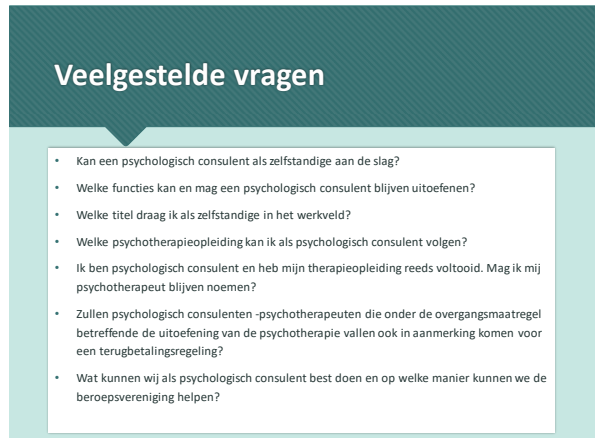 Veelgestelde vragen
• Kan een psychologisch consulent als zelfstandige aan de slag?
• Welke functies kan en mag een psychologisch consulent blijven uitoefenen?
• Welke titel draag ik als zelfstandige in het werkveld?
• Welke psychotherapieopleiding kan ik als psychologisch consulent volgen?
• Ik ben psychologisch consulent en heb mijn therapieopleiding reeds voltooid. Mag ik mij
psychotherapeut blijven noemen?
• Zullen psychologisch consulenten -psychotherapeuten die onder de overgangsmaatregel
betreffende de uitoefening van de psychotherapie vallen ook in aanmerking komen voor
een terugbetalingsregeling?
• Wat kunnen wij als psychologisch consulent best doen en op welke manier kunnen we de
beroepsvereniging helpen?